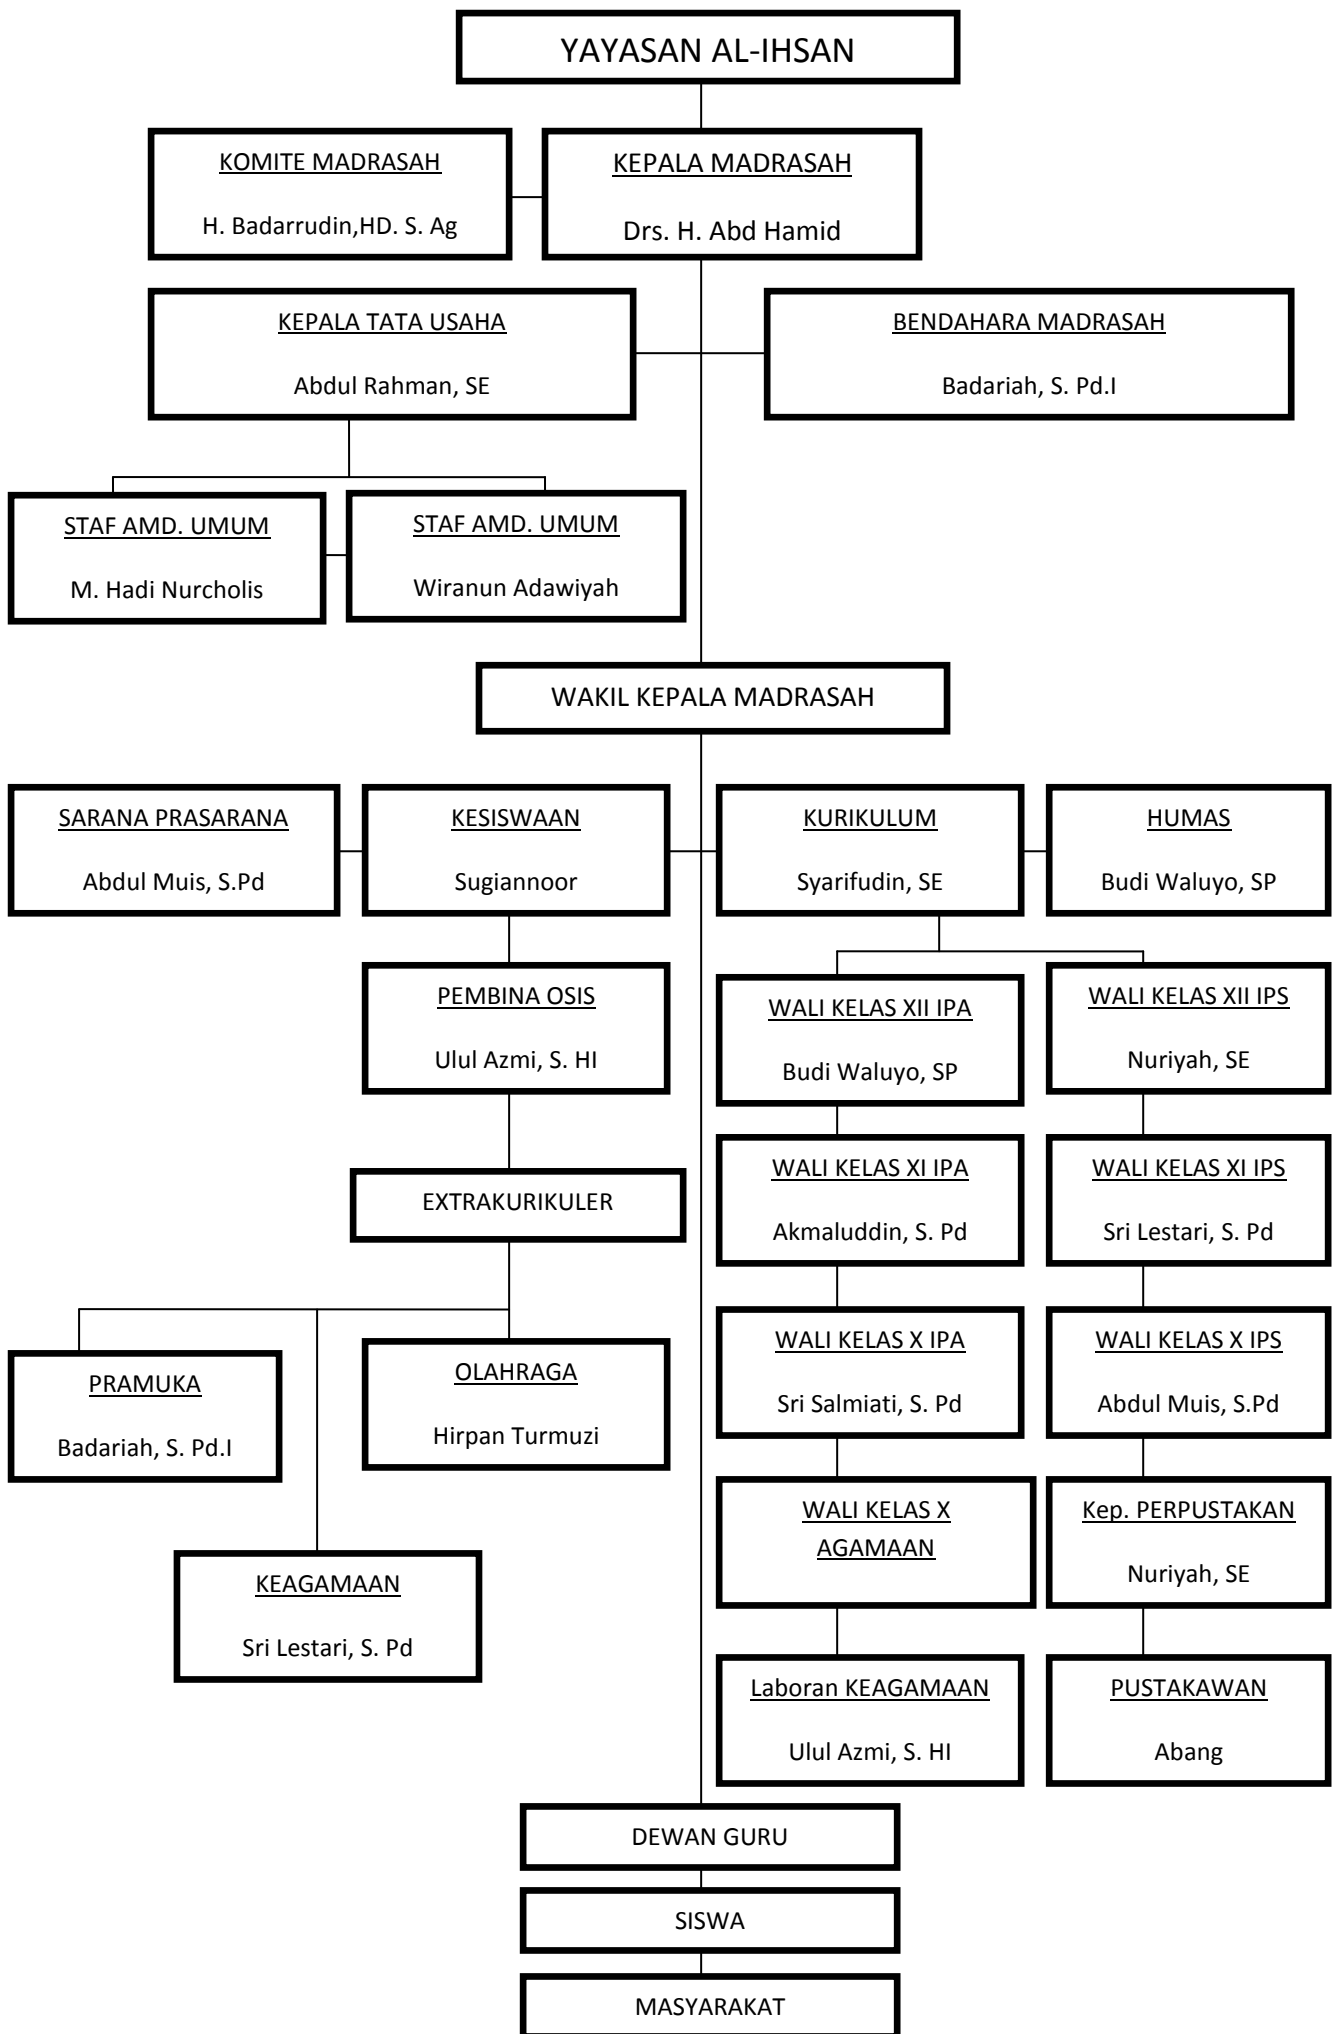 YAYASAN AL-IHSAN
KOMITE MADRASAH
H. Badarrudin,HD. S. Ag
KEPALA MADRASAH
Drs. H. Abd Hamid
KEPALA TATA USAHA
Abdul Rahman, SE
BENDAHARA MADRASAH
Badariah, S. Pd.I
STAF AMD. UMUM
M. Hadi Nurcholis
STAF AMD. UMUM
Wiranun Adawiyah
WAKIL KEPALA MADRASAH
SARANA PRASARANA
Abdul Muis, S.Pd
KESISWAAN
Sugiannoor
KURIKULUM
Syarifudin, SE
HUMAS
Budi Waluyo, SP
PEMBINA OSIS
Ulul Azmi, S. HI
WALI KELAS XII IPA
Budi Waluyo, SP
WALI KELAS XII IPS
Nuriyah, SE
EXTRAKURIKULER
WALI KELAS XI IPA
Akmaluddin, S. Pd
WALI KELAS XI IPS
Sri Lestari, S. Pd
PRAMUKA
Badariah, S. Pd.I
OLAHRAGA
Hirpan Turmuzi
WALI KELAS X IPA
Sri Salmiati, S. Pd
WALI KELAS X IPS
Abdul Muis, S.Pd
KEAGAMAAN
Sri Lestari, S. Pd
WALI KELAS X
AGAMAAN
Kep. PERPUSTAKAN
Nuriyah, SE
Laboran KEAGAMAAN
Ulul Azmi, S. HI
PUSTAKAWAN
Abang
DEWAN GURU
SISWA
MASYARAKAT